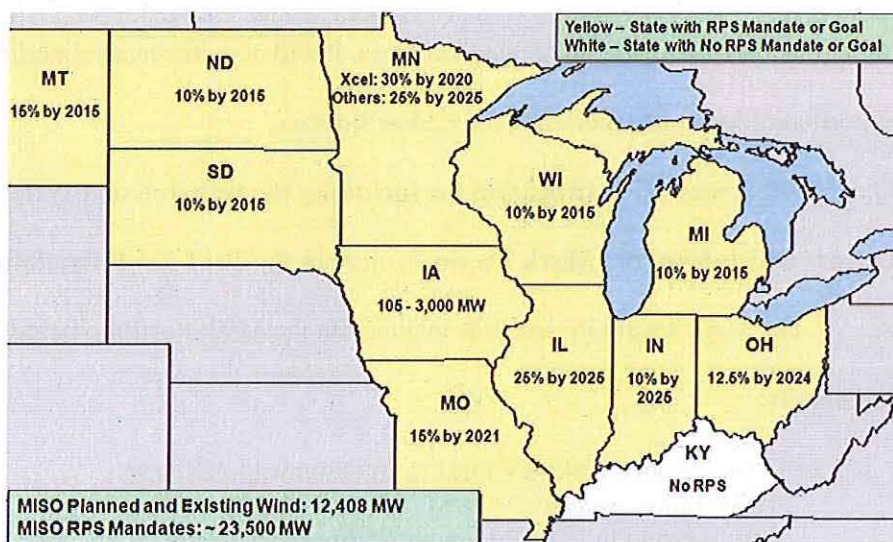 Yellow – State with RPS Mandate or Goal
White – State with No RPS Mandate or Goal
MT
15% by 2015
ND
10% by 2015
MN
Xcel: 30% by 2020
Others: 25% by 2025
SD
10% by 2015
WI
10% by 2015
MI
10% by 2015
IA
105 - 3,000 MW
IL
25% by 2025
IN
10% by
2025
OH
12.5% by 2024
MO
15% by 2021
KY
No RPS
MISO Planned and Existing Wind: 12,408 MW
MISO RPS Mandates: ~ 23,500 MW